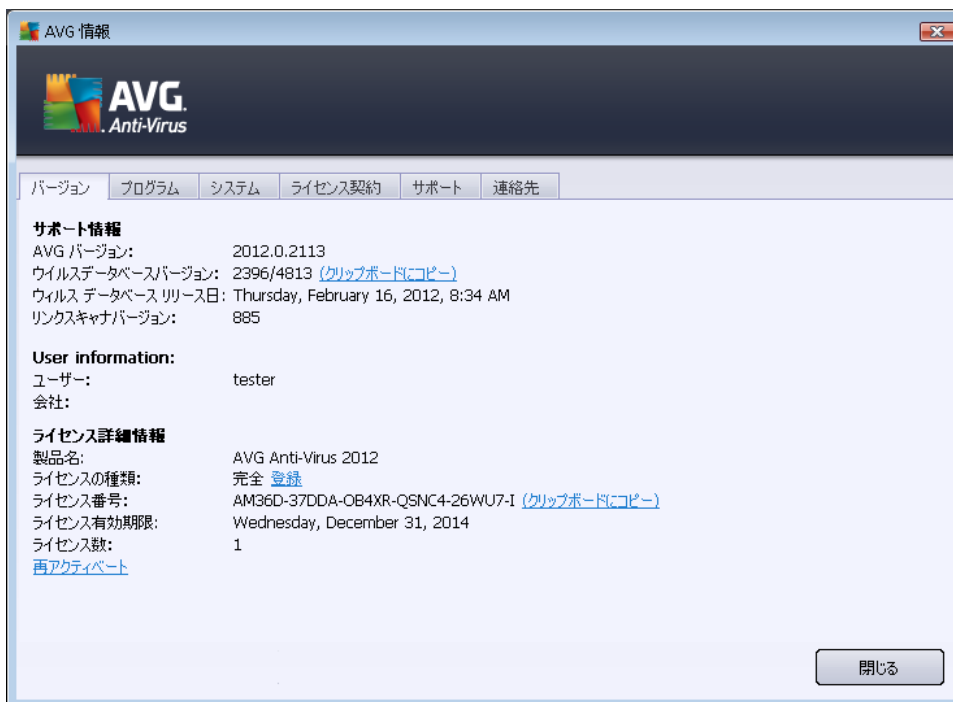 AVG 情報
AVG.
Anti-Virus
バージョン プログラム システム ライセンス契約 サポート 連絡先
サポート情報
AVG バージョン: 2012.0.2113
ウイルスデータベースバージョン: 2396/4813 (クリップボードにコピー)
ウィルス データベース リリース日: Thursday, February 16, 2012, 8:34 AM
リンクスキャナバージョン: 885
User information:
ユーザー: tester
会社:
ライセンス詳細情報
製品名: AVG Anti-Virus 2012
ライセンスの種類: 完全 登録
ライセンス番号: AM36D-37DDA-OB4XR-QSNC4-26WU7-I (クリップボードにコピー)
ライセンス有効期限: Wednesday, December 31, 2014
ライセンス数: 1
再アクティベート
閉じる